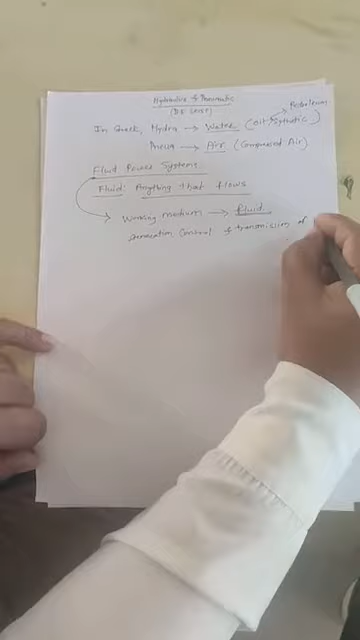 Hydraulics & Pneumatic
Petroleum
In Greek, Hydra → Water (Oil-Synthetic)
Pneua → Air (Compressed Air)
Fluid Power Systems
Fluid: Anything that flows
Working medium → Fluid
Generation Control & transmission of